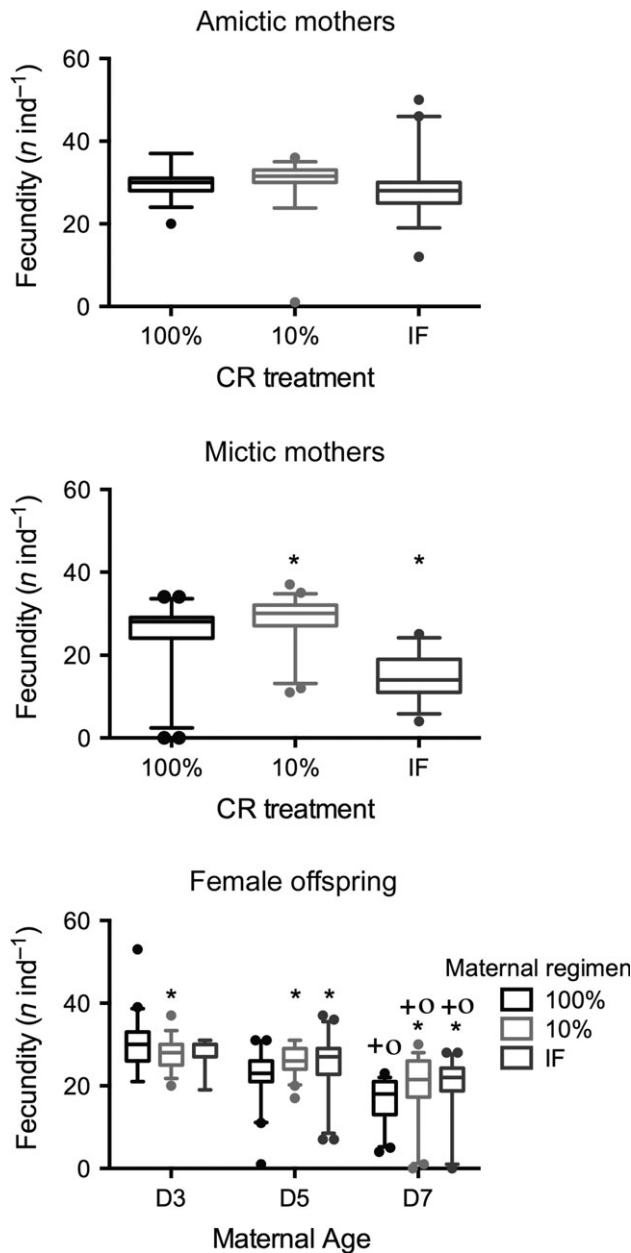 Amictic mothers
60
40
20
0
Fecundity (n ind⁻¹)
100% 10% IF
CR treatment
Mictic mothers
60
40
20
0
Fecundity (n ind⁻¹)
* *
100% 10% IF
CR treatment
Female offspring
60
40
20
0
Fecundity (n ind⁻¹)
* * * +o +o * +o *
D3 D5 D7
Maternal Age
Maternal regimen
100%
10%
IF